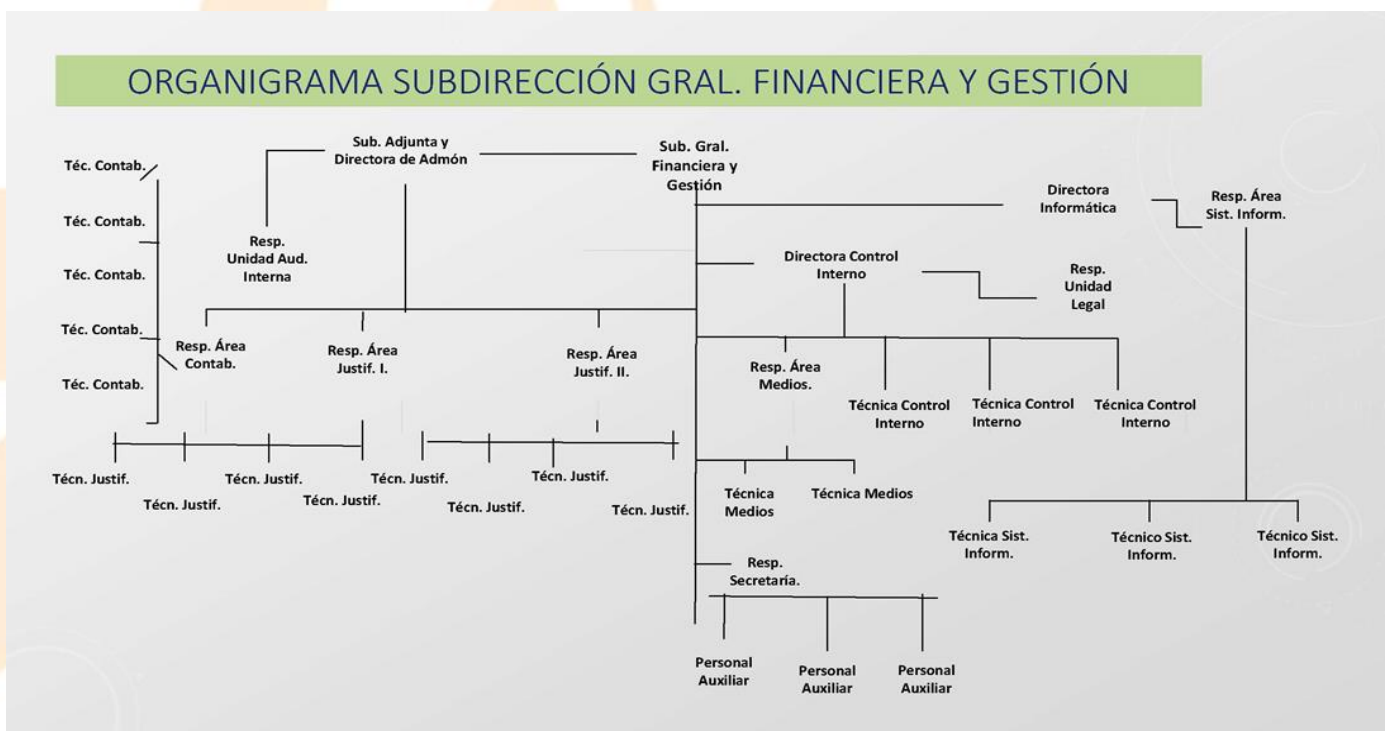 ORGANIGRAMA SUBDIRECCIÓN GRAL. FINANCIERA Y GESTIÓN
Sub. Adjunta y
Directora de Admón
Sub. Gral.
Financiera y
Gestión
Téc. Contab.
Téc. Contab.
Téc. Contab.
Téc. Contab.
Téc. Contab.
Resp.
Unidad Aud.
Interna
Directora
Informática
Resp. Área
Sist. Inform.
Directora Control
Interno
Resp.
Unidad
Legal
Resp. Área
Contab.
Resp. Área
Justif. I.
Resp. Área
Justif. II.
Resp. Área
Medios.
Técnica Control
Interno
Técnica Control
Interno
Técnica Control
Interno
Técn. Justif.
Técn. Justif.
Técn. Justif.
Técn. Justif.
Técn. Justif.
Técn. Justif.
Técn. Justif.
Técn. Justif.
Técnica
Medios
Técnica Medios
Técnica Sist.
Inform.
Técnico Sist.
Inform.
Técnico Sist.
Inform.
Resp.
Secretaría.
Personal
Auxiliar
Personal
Auxiliar
Personal
Auxiliar